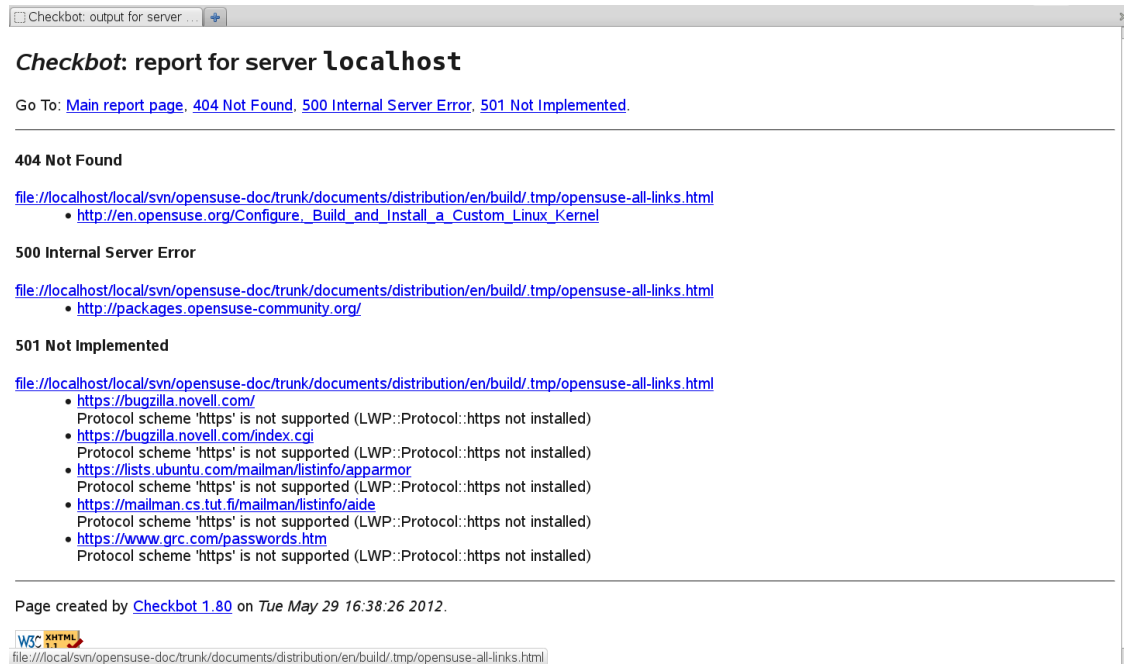 Checkbot: output for server ...
Checkbot: report for server localhost
Go To: Main report page, 404 Not Found, 500 Internal Server Error, 501 Not Implemented.
404 Not Found
file://localhost/local/svn/opensuse-doc/trunk/documents/distribution/en/build/.tmp/opensuse-all-links.html
• http://en.opensuse.org/Configure,_Build_and_Install_a_Custom_Linux_Kernel
500 Internal Server Error
file://localhost/local/svn/opensuse-doc/trunk/documents/distribution/en/build/.tmp/opensuse-all-links.html
• http://packages.opensuse-community.org/
501 Not Implemented
file://localhost/local/svn/opensuse-doc/trunk/documents/distribution/en/build/.tmp/opensuse-all-links.html
• https://bugzilla.novell.com/
Protocol scheme 'https' is not supported (LWP::Protocol::https not installed)
• https://bugzilla.novell.com/index.cgi
Protocol scheme 'https' is not supported (LWP::Protocol::https not installed)
• https://lists.ubuntu.com/mailman/listinfo/apparmor
Protocol scheme 'https' is not supported (LWP::Protocol::https not installed)
• https://mailman.cs.tut.fi/mailman/listinfo/aide
Protocol scheme 'https' is not supported (LWP::Protocol::https not installed)
• https://www.grc.com/passwords.htm
Protocol scheme 'https' is not supported (LWP::Protocol::https not installed)
Page created by Checkbot 1.80 on Tue May 29 16:38:26 2012.
W3C XHTML 1.1
file:///local/svn/opensuse-doc/trunk/documents/distribution/en/build/.tmp/opensuse-all-links.html